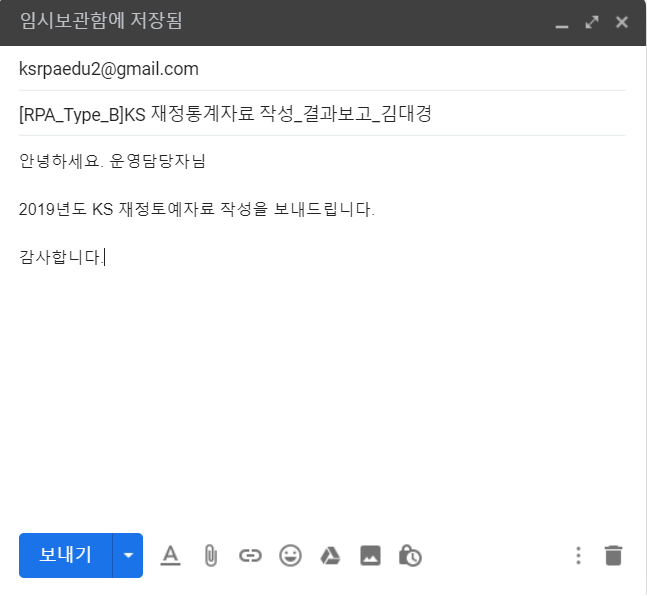 임시보관함에 저장됨
ksrpaedu2@gmail.com
[RPA_Type_B]KS 재정통계자료 작성_결과보고_김대경
안녕하세요. 운영담당자님
2019년도 KS 재정토예자료 작성을 보내드립니다.
감사합니다.
보내기